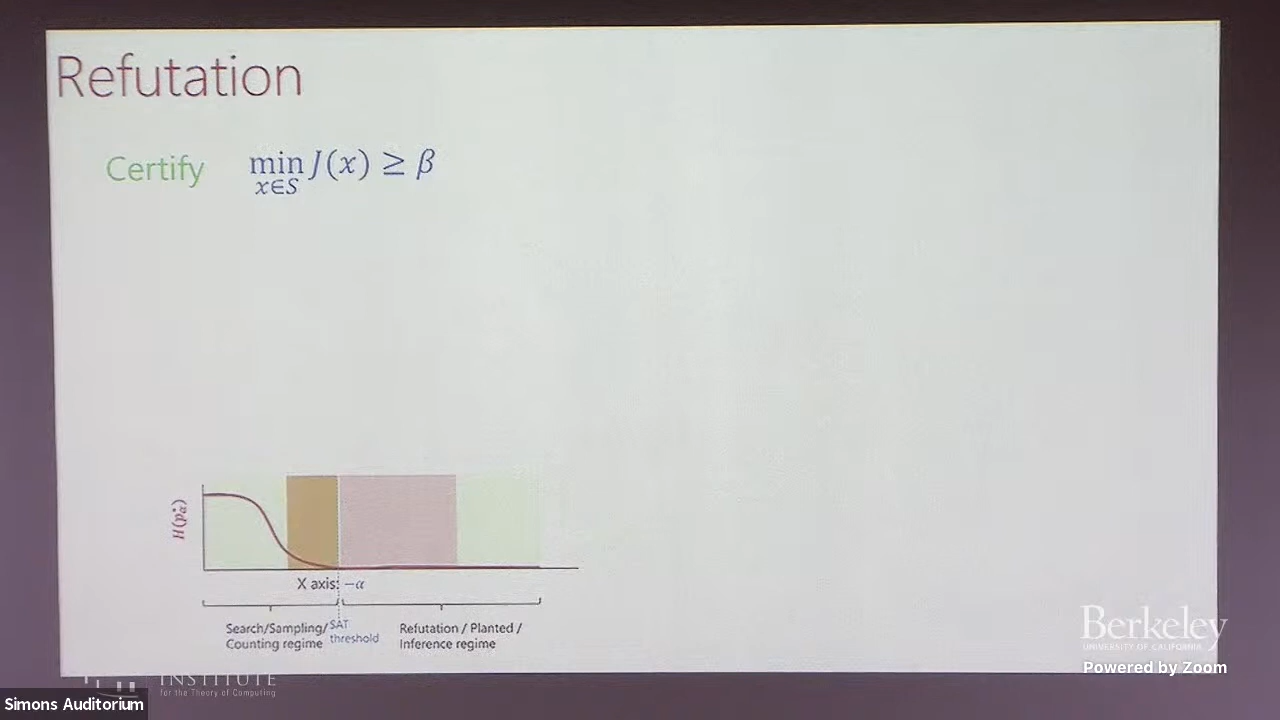 Refutation
Certify min J(x) ≥ β
x∈S
H(p*α)
X axis: −α
Search/Sampling/
Counting regime
SAT
threshold
Refutation / Planted /
Inference regime
INSTITUTE
for the Theory of Computing
Berkeley
UNIVERSITY OF CALIFORNIA
Powered by Zoom
Simons Auditorium